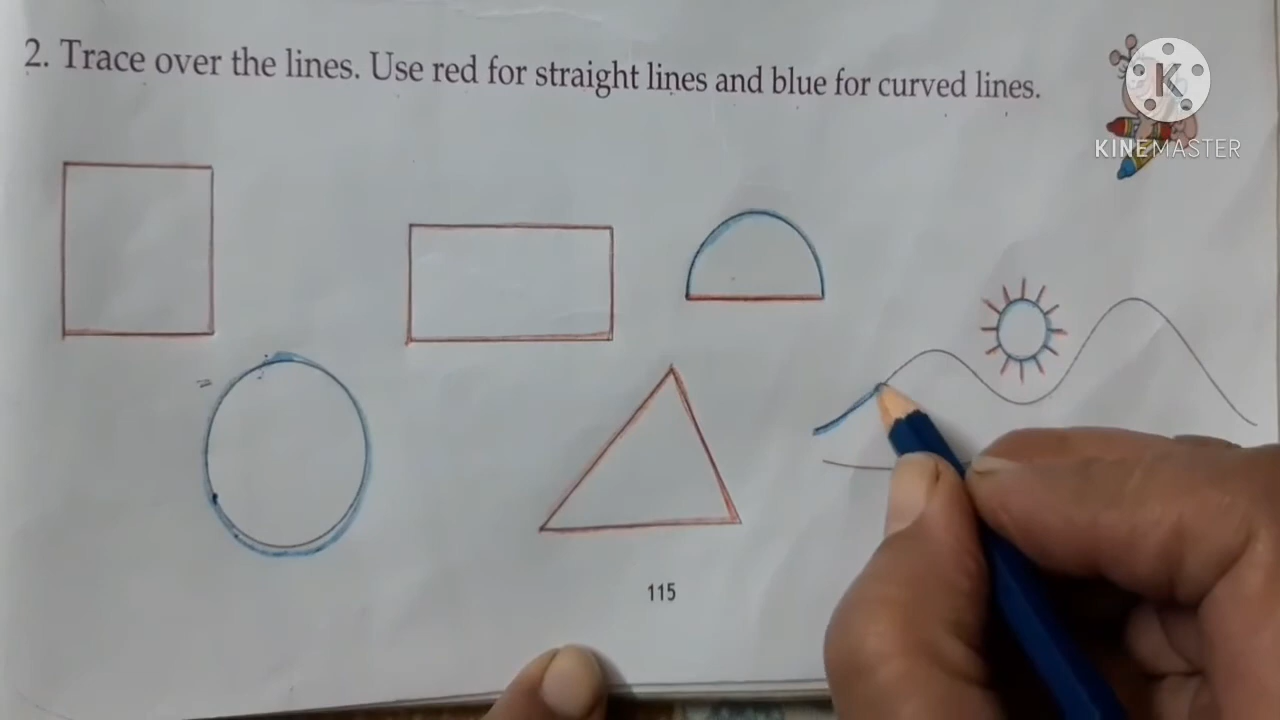 2. Trace over the lines. Use red for straight lines and blue for curved lines.
K
KINEMASTER
115